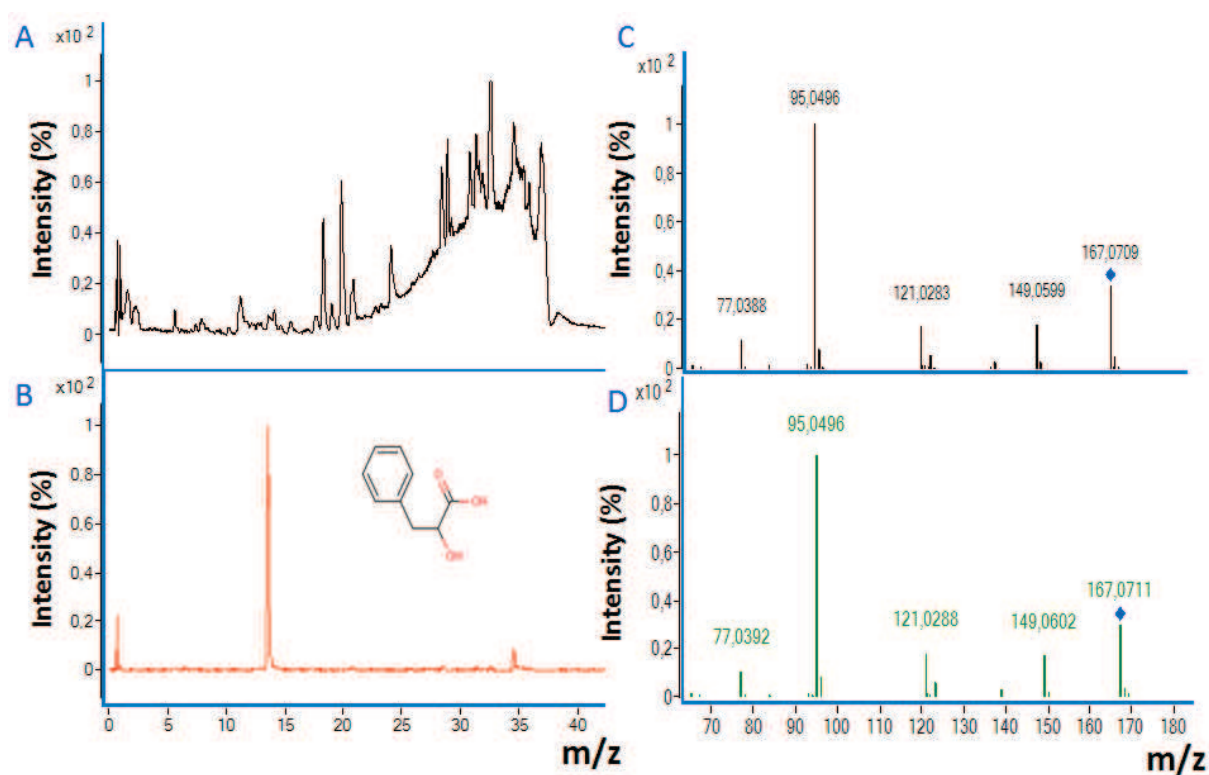 A
x10 2
Intensity (%)
1
0,8
0,6
0,4
0,2
0
B
x10 2
Intensity (%)
1
0,8
0,6
0,4
0,2
0
O
OH
OH
0 5 10 15 20 25 30 35 40
m/z
C
x10 2
Intensity (%)
1
0,8
0,6
0,4
0,2
0
95,0496
167,0709
121,0283
149,0599
77,0388
D
x10 2
Intensity (%)
1
0,8
0,6
0,4
0,2
0
95,0496
167,0711
121,0288
149,0602
77,0392
70 80 90 100 110 120 130 140 150 160 170 180
m/z